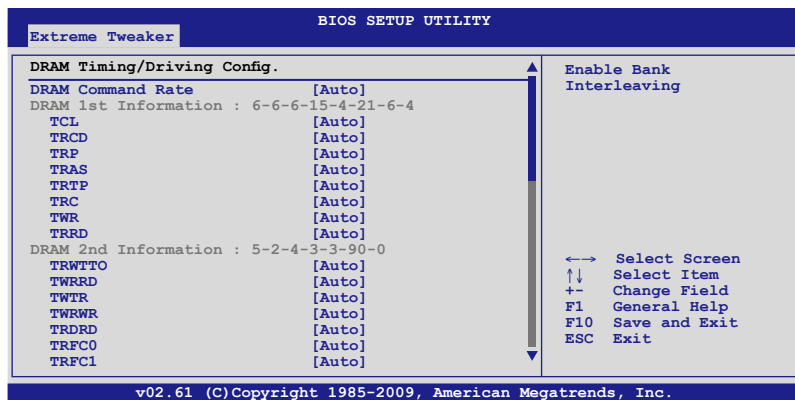 BIOS SETUP UTILITY
Extreme Tweaker
DRAM Timing/Driving Config.
DRAM Command Rate [Auto]
DRAM 1st Information : 6-6-6-15-4-21-6-4
TCL [Auto]
TRCD [Auto]
TRP [Auto]
TRAS [Auto]
TRTP [Auto]
TRC [Auto]
TWR [Auto]
TRRD [Auto]
DRAM 2nd Information : 5-2-4-3-3-90-0
TRWTTO [Auto]
TWRRD [Auto]
TWTR [Auto]
TWRWR [Auto]
TRDRD [Auto]
TRFC0 [Auto]
TRFC1 [Auto]
Enable Bank
Interleaving
←→ Select Screen
↑↓ Select Item
+- Change Field
F1 General Help
F10 Save and Exit
ESC Exit
v02.61 (C)Copyright 1985-2009, American Megatrends, Inc.